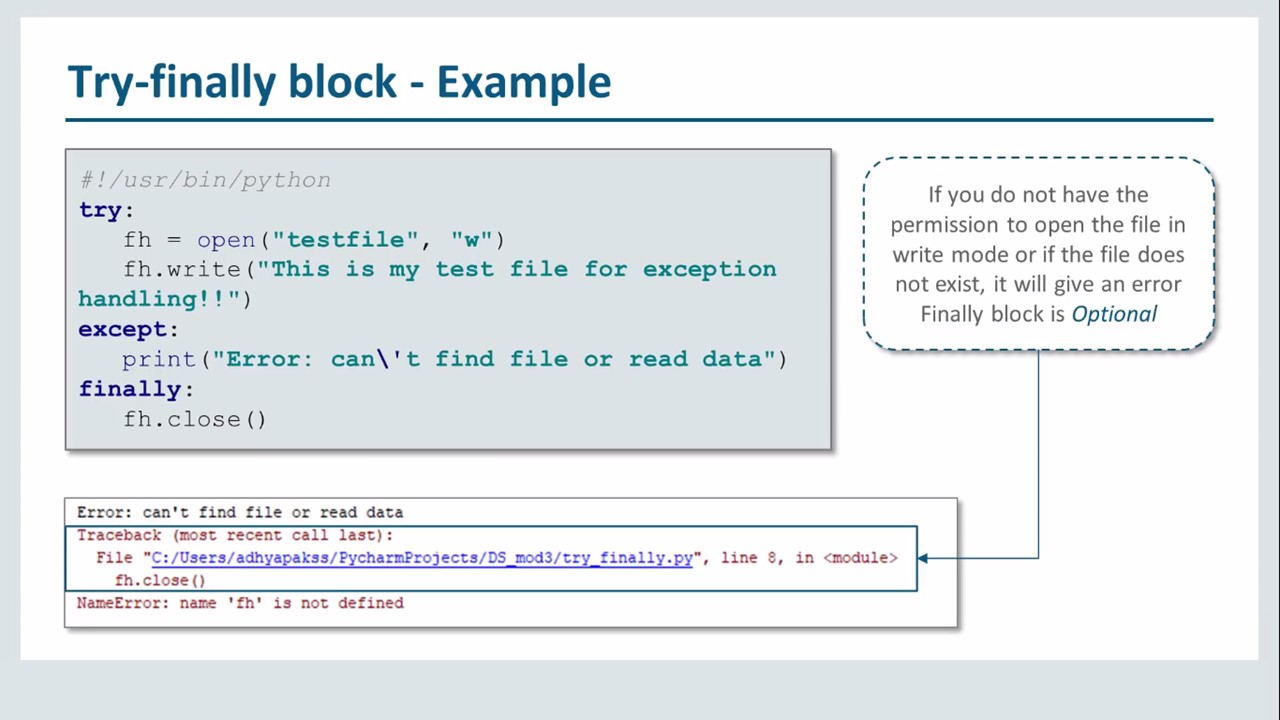 Try-finally block - Example
#!/usr/bin/python
try:
fh = open("testfile", "w")
fh.write("This is my test file for exception
handling!!")
except:
print("Error: can\'t find file or read data")
finally:
fh.close()
If you do not have the
permission to open the file in
write mode or if the file does
not exist, it will give an error
Finally block is Optional
Error: can't find file or read data
Traceback (most recent call last):
File "C:/Users/adhyapakss/PycharmProjects/DS_mod3/try_finally.py", line 8, in <module>
fh.close()
NameError: name 'fh' is not defined